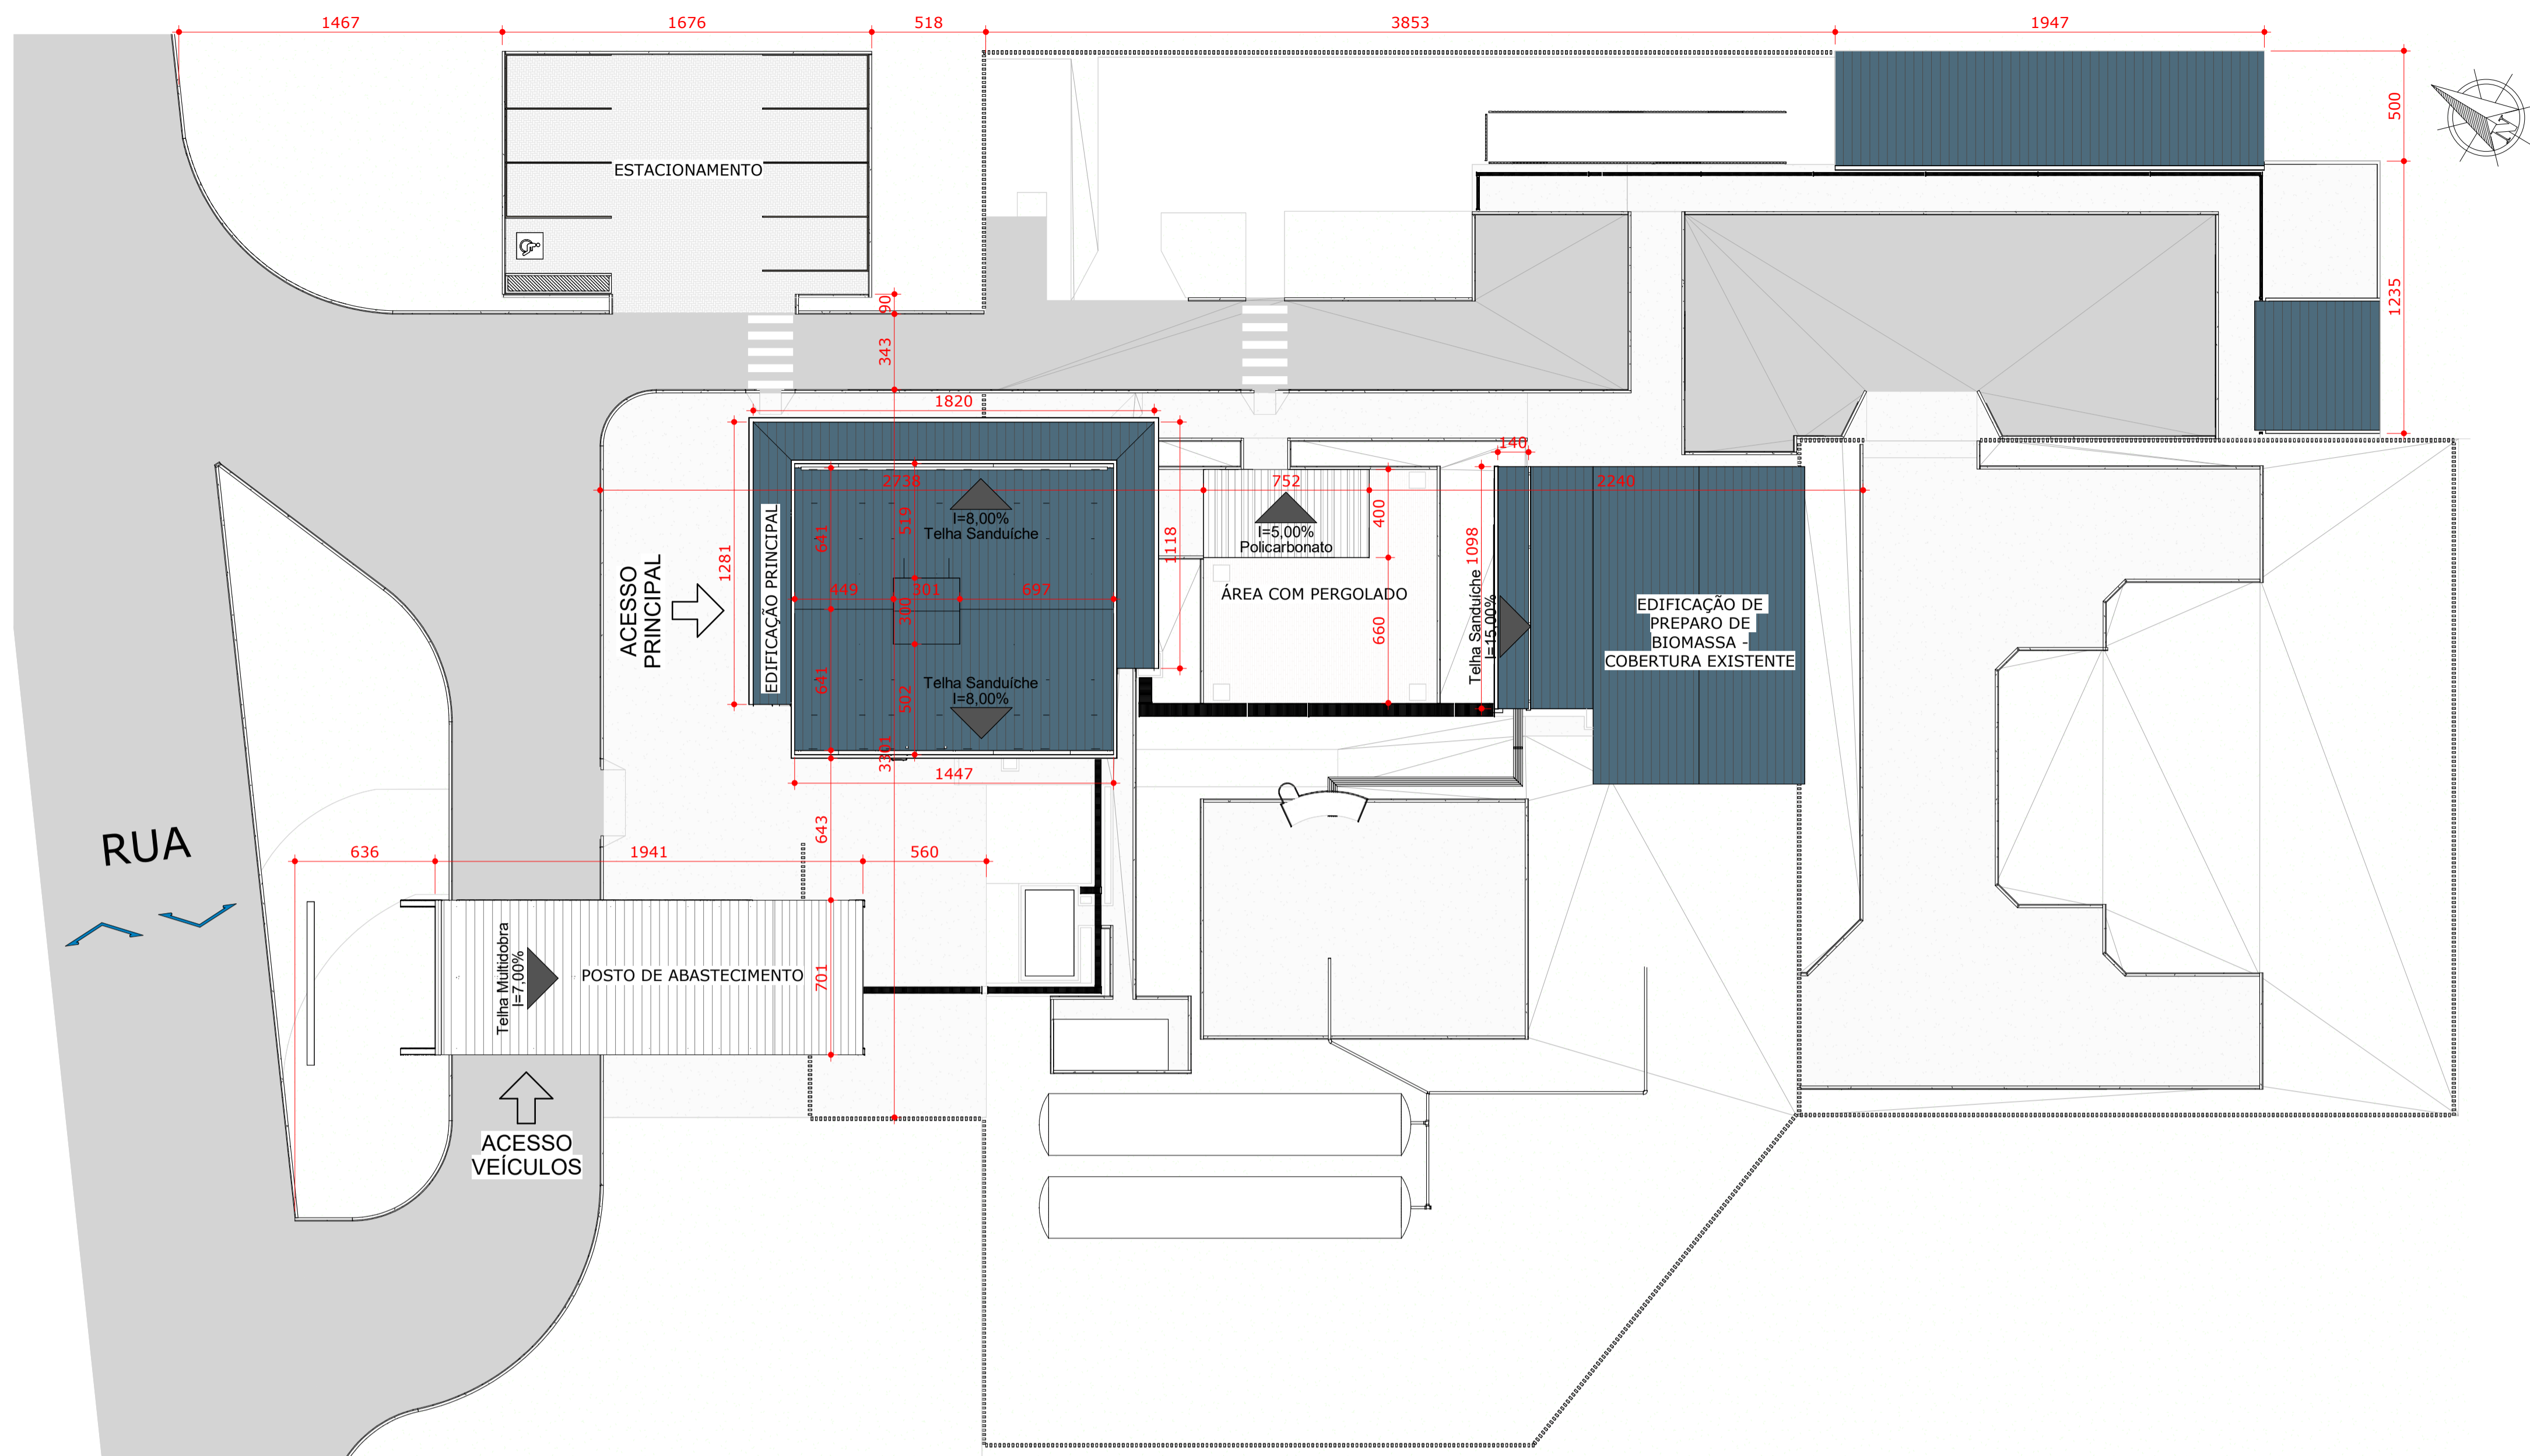 1467
1676
518
3853
1947
500
ESTACIONAMENTO
1235
90
343
1820
140
2738
752
2240
I=8,00%
Telha Sanduíche
519
641
400
I=5,00%
Policarbonato
1118
1281
1098
EDIFICAÇÃO PRINCIPAL
ACESSO
PRINCIPAL
449
301
697
300
ÁREA COM PERGOLADO
Telha Sanduíche
I=15,00%
EDIFICAÇÃO DE
PREPARO DE
BIOMASSA -
COBERTURA EXISTENTE
660
641
Telha Sanduíche
I=8,00%
502
3301
1447
643
RUA
636
1941
560
Telha Multidobra
I=7,00%
POSTO DE ABASTECIMENTO
701
ACESSO
VEÍCULOS